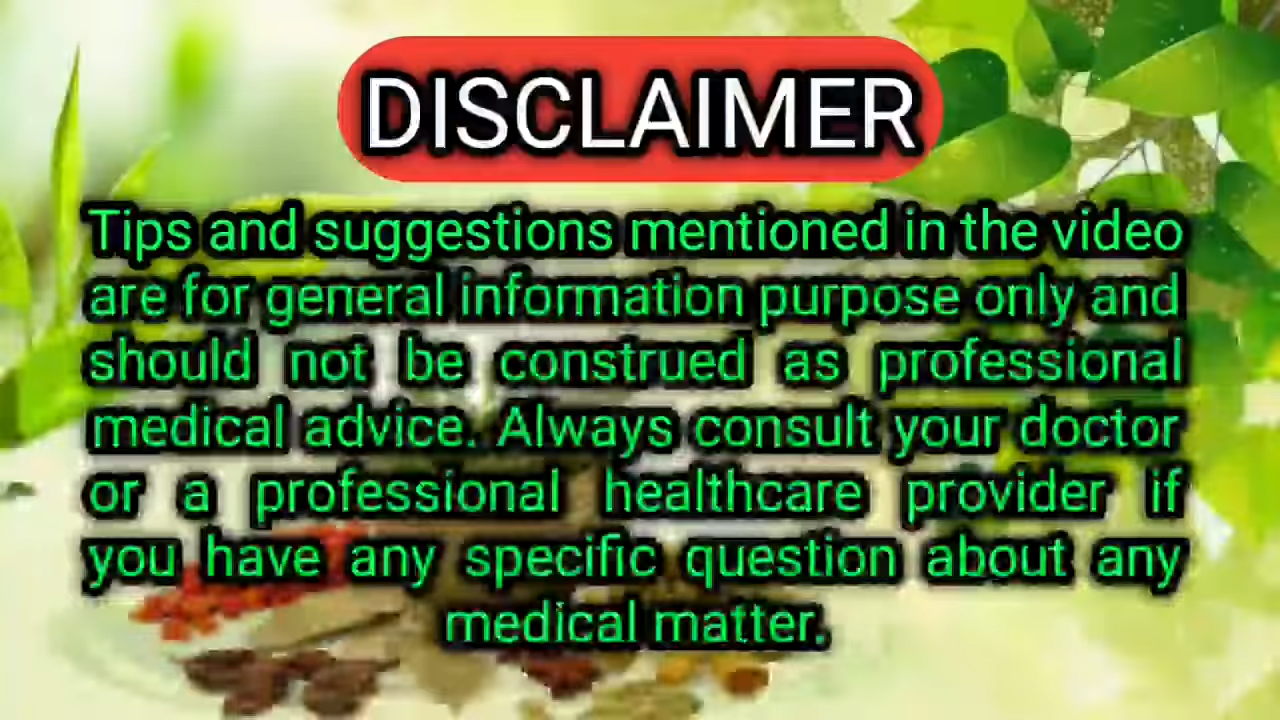 DISCLAIMER
Tips and suggestions mentioned in the video
are for general information purpose only and
should not be construed as professional
medical advice. Always consult your doctor
or a professional healthcare provider if
you have any specific question about any
medical matter.